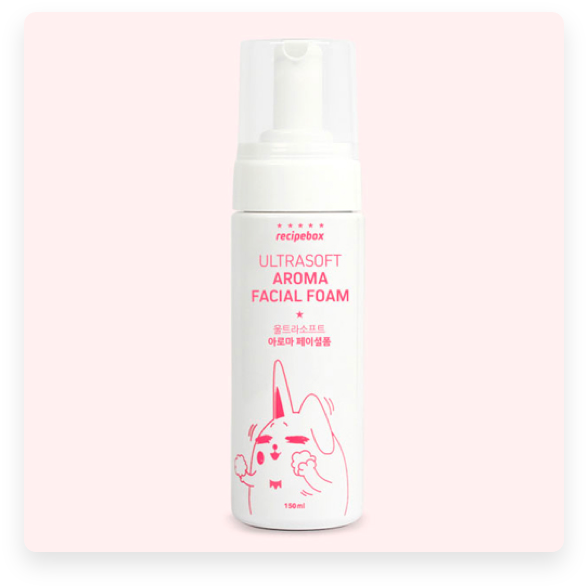 ★★★★★
recipebox
ULTRASOFT
AROMA
FACIAL FOAM
★
울트라소프트
아로마 페이셜폼
150ml